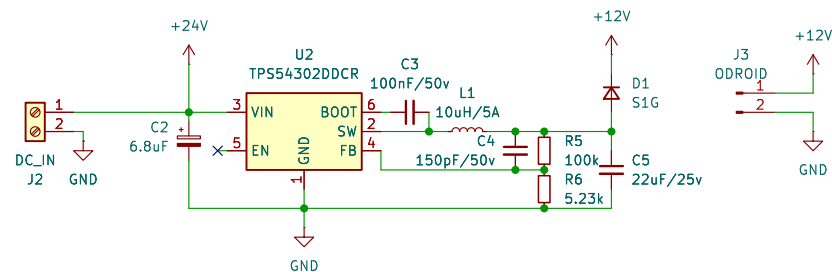 +24V
+12V
+12V
U2
TPS54302DDCR
C3
100nF/50v
D1
S1G
J3
ODROID
1
2
L1
10uH/5A
1
2
DC_IN
J2
GND
C2
+
6.8uF
3
VIN
BOOT
6
SW
2
5
EN
FB
4
GND
1
C4
150pF/50v
R5
100k
R6
5.23k
C5
22uF/25v
GND
GND